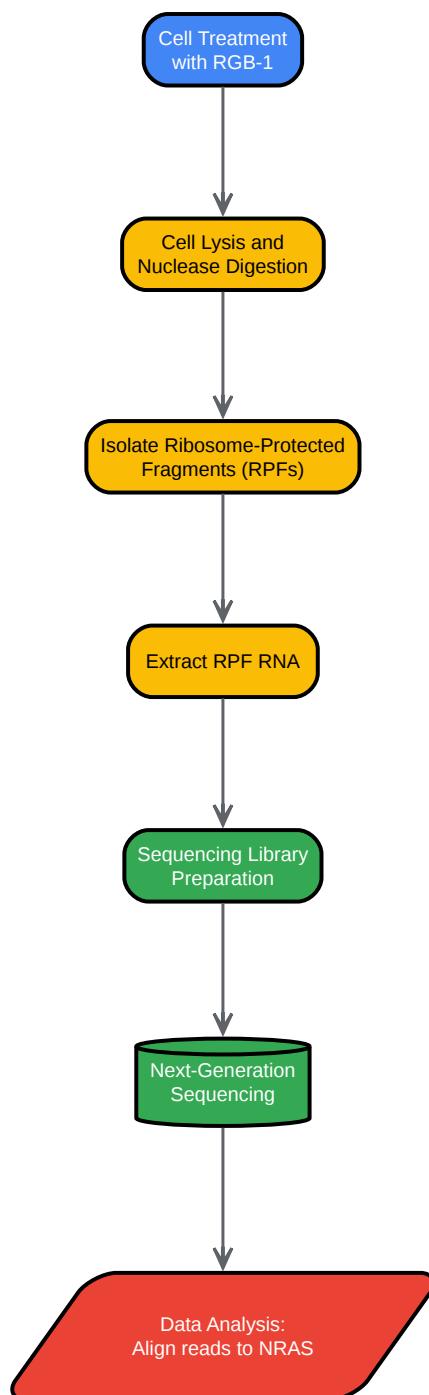 Cell Treatment
with RGB-1
Cell Lysis and
Nuclease Digestion
Isolate Ribosome-Protected
Fragments (RPFs)
Extract RPF RNA
Sequencing Library
Preparation
Next-Generation
Sequencing
Data Analysis:
Align reads to NRAS